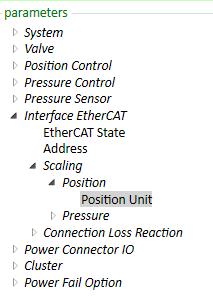 parameters
System
Valve
Position Control
Pressure Control
Pressure Sensor
Interface EtherCAT
EtherCAT State
Address
Scaling
Position
Position Unit
Pressure
Connection Loss Reaction
Power Connector IO
Cluster
Power Fail Option